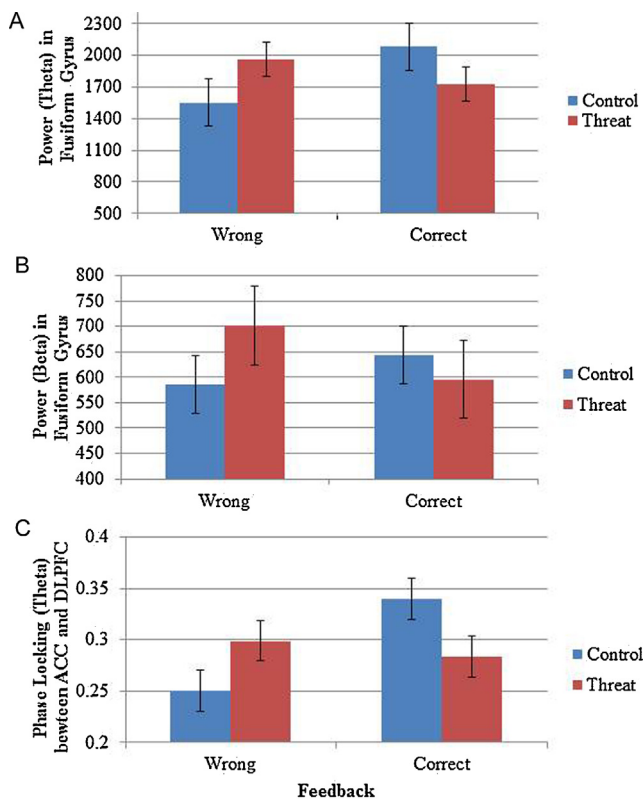 A
Power (Theta) in
Fusiform Gyrus
2300
2000
1700
1400
1100
800
500
Wrong
Correct
Control
Threat
B
Power (Beta) in
Fusiform Gyrus
800
750
700
650
600
550
500
450
400
Wrong
Correct
Control
Threat
C
Phase Locking (Theta)
bewteen ACC and DLPFC
0.4
0.35
0.3
0.25
0.2
Wrong
Correct
Control
Threat
Feedback